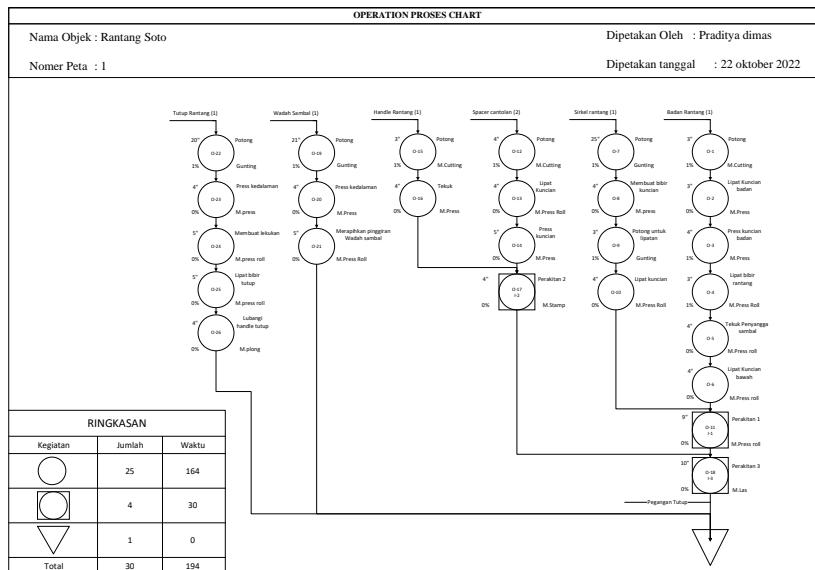 OPERATION PROSES CHART
Nama Objek : Rantang Soto
Dipetakan Oleh : Praditya dimas
Nomer Peta : 1
Dipetakan tanggal : 22 oktober 2022
Tutup Rantang (1)
20"
Potong
O-22
1%
Gunting
4"
Press kedalaman
O-23
0%
M.press
5"
Membuat lekukan
O-24
0%
M.press roll
5"
Lipat bibir
tutup
O-25
0%
M.press roll
4"
Lubangi
handle tutup
O-26
0%
M.plong
Wadah Sambal (1)
21"
Potong
O-19
1%
Gunting
4"
Press kedalaman
O-20
0%
M.Press
5"
Merapihkan pinggiran
Wadah sambal
O-21
0%
M.Press Roll
Handle Rantang (1)
3"
Potong
O-15
1%
M.Cutting
4"
Tekuk
O-16
0%
M.Press
Spacer cantolan (2)
4"
Potong
O-12
1%
M.Cutting
4"
Lipat
Kuncian
O-13
0%
M.Press Roll
5"
Press
kuncian
O-14
0%
M.Press
4"
Perakitan 2
O-17
I-2
0%
M.Stamp
Sirkel rantang (1)
25"
Potong
O-7
1%
Gunting
4"
Membuat bibir
kuncian
O-8
0%
M.press
3"
Potong untuk
lipatan
O-9
1%
Gunting
4"
Lipat kuncian
O-10
0%
M.Press Roll
Badan Rantang (1)
3"
Potong
O-1
1%
M.Cutting
3"
Lipat Kuncian
badan
O-2
0%
M.Press
4"
Press kuncian
badan
O-3
1%
M.Press
3"
Lipat bibir
rantang
O-4
1%
M.Press Roll
4"
Tekuk Penyangga
sambal
O-5
0%
M.Press roll
4"
Lipat Kuncian
bawah
O-6
0%
M.Press roll
9"
Perakitan 1
O-11
I-1
0%
M.Press roll
10"
Perakitan 3
O-18
I-3
0%
M.Las
Pegangan Tutup
RINGKASAN
Kegiatan Jumlah Waktu
25 164
4 30
1 0
Total 30 194